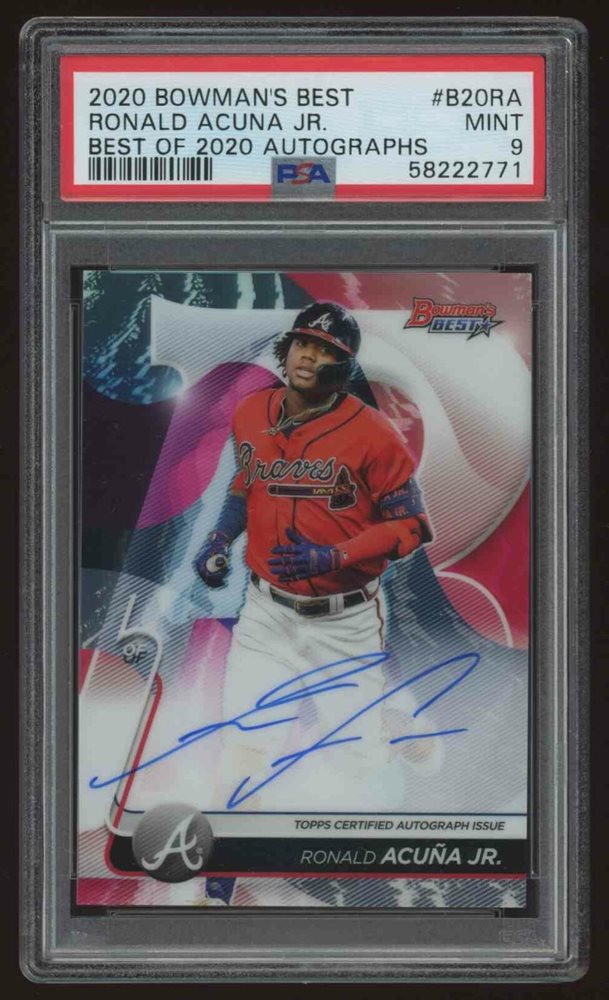 2020 BOWMAN'S BEST #B20RA
RONALD ACUNA JR. MINT
BEST OF 2020 AUTOGRAPHS 9
PSA 58222771
Bowman's
BEST
A
Braves
OF
TOPPS CERTIFIED AUTOGRAPH ISSUE
A
RONALD ACUÑA JR.